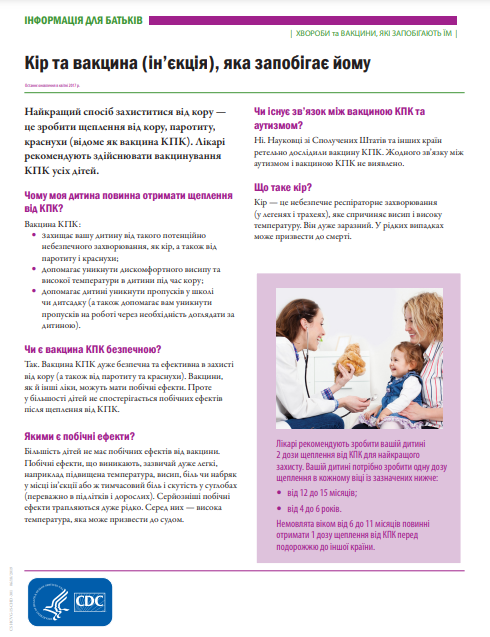 ІНФОРМАЦІЯ ДЛЯ БАТЬКІВ
| ХВОРОБИ та ВАКЦИНИ, ЯКІ ЗАПОБІГАЮТЬ ЇМ |
Кір та вакцина (ін’єкція), яка запобігає йому
Останнє оновлення в квітні 2017 р.
Найкращий спосіб захиститися від кору —
це зробити щеплення від кору, паротиту,
краснухи (відоме як вакцина КПК). Лікарі
рекомендують здійснювати вакцинування
КПК усіх дітей.
Чому моя дитина повинна отримати щеплення
від КПК?
Вакцина КПК:
• захищає вашу дитину від такого потенційно
небезпечного захворювання, як кір, а також від
паротиту і краснухи;
• допомагає уникнути дискомфортного висипу та
високої температури в дитини під час кору;
• допомагає дитині уникнути пропусків у школі
чи дитсадку (а також допомагає вам уникнути
пропусків на роботі через необхідність доглядати за
дитиною).
Чи є вакцина КПК безпечною?
Так. Вакцина КПК дуже безпечна та ефективна в захисті
від кору (а також від паротиту та краснухи). Вакцини,
як й інші ліки, можуть мати побічні ефекти. Проте
у більшості дітей не спостерігається побічних ефектів
після щеплення від КПК.
Якими є побічні ефекти?
Більшість дітей не має побічних ефектів від вакцини.
Побічні ефекти, що виникають, зазвичай дуже легкі,
наприклад підвищена температура, висип, біль чи набряк
у місці ін’єкції або ж тимчасовий біль і скутість у суглобах
(переважно в підлітків і дорослих). Серйозніші побічні
ефекти трапляються дуже рідко. Серед них — висока
температура, яка може призвести до судом.
Чи існує зв’язок між вакциною КПК та
аутизмом?
Ні. Науковці зі Сполучених Штатів та інших країн
ретельно дослідили вакцину КПК. Жодного зв’язку між
аутизмом і вакциною КПК не виявлено.
Що таке кір?
Кір — це небезпечне респіраторне захворювання
(у легенях і трахеях), яке спричиняє висип і високу
температуру. Він дуже заразний. У рідких випадках
може призвести до смерті.
Лікарі рекомендують зробити вашій дитині
2 дози щеплення від КПК для найкращого
захисту. Вашій дитині потрібно зробити одну дозу
щеплення в кожному віці із зазначених нижче:
• від 12 до 15 місяців;
• від 4 до 6 років.
Немовлята віком від 6 до 11 місяців повинні
отримати 1 дозу щеплення від КПК перед
подорожжю до іншої країни.
CDC